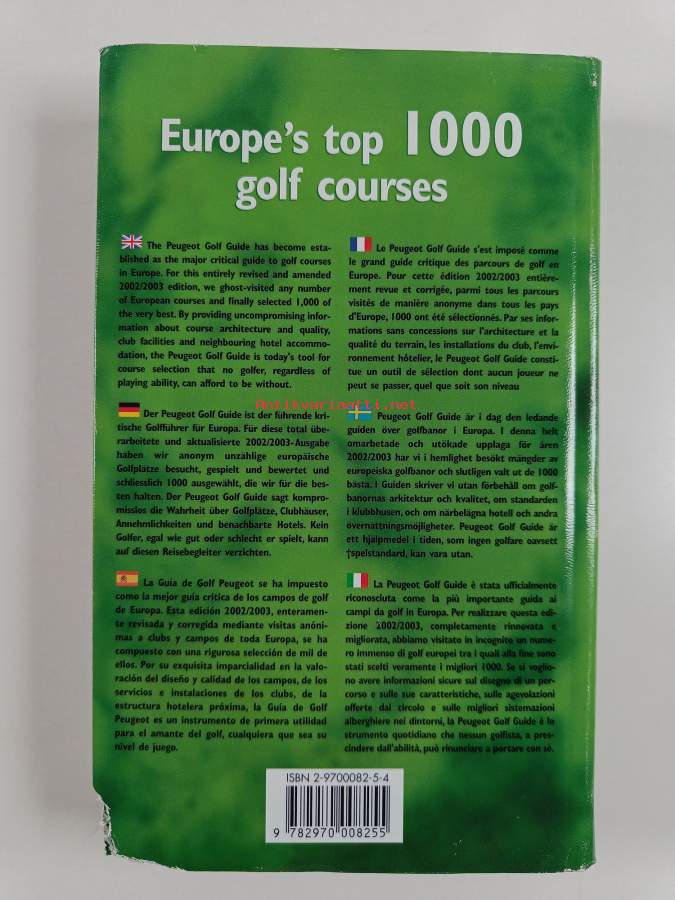 Europe's top 1000
golf courses
The Peugeot Golf Guide has become esta-
blished as the major critical guide to golf courses
in Europe. For this entirely revised and amended
2002/2003 edition, we ghost-visited any number
of European courses and finally selected 1,000 of
the very best. By providing uncompromising infor-
mation about course architecture and quality,
club facilities and neighbouring hotel accommo-
dation, the Peugeot Golf Guide is today's tool for
course selection that no golfer, regardless of
playing ability, can afford to be without.
Le Peugeot Golf Guide s'est imposé comme
le grand guide critique des parcours de golf en
Europe. Pour cette édition 2002/2003 entière-
ment revue et corrigée, parmi tous les parcours
visités de manière anonyme dans tous les pays
d'Europe, 1000 ont été sélectionnés. Par ses infor-
mations sans concessions sur l'architecture et la
qualité du terrain, les installations du club, l'envi-
ronnement hôtelier, le Peugeot Golf Guide consti-
tue un outil de sélection dont aucun joueur ne
peut se passer, quel que soit son niveau
Antikvariaatti.net
Der Peugeot Golf Guide ist der führende kri-
tische Golfführer für Europa. Für diese total übe-
rarbeitete und aktualisierte 2002/2003-Ausgabe
haben wir anonym unzählige europäische
Golfplätze besucht, gespielt und bewertet und
schliesslich 1000 ausgewählt, die wir für die bes-
ten halten. Der Peugeot Golf Guide sagt kompro-
misslos die Wahrheit über Golfplätze, Clubhäuser,
Annehmlichkeiten und benachbarte Hotels. Kein
Golfer, egal wie gut oder schlecht er spielt, kann
auf diesen Reisebegleiter verzichten.
Peugeot Golf Guide är i dag den ledande
guiden över golfbanor i Europa. I denna helt
omarbetade och utökade upplaga för åren
2002/2003 har vi i hemlighet besökt mängder av
europeiska golfbanor och slutligen valt ut de 1000
bästa. I Guiden skriver vi utan förbehåll om golf-
banornas arkitektur och kvalitet, om standarden
i klubbhusen, och om närbelägna hotell och andra
övernattningsmöjligheter. Peugeot Golf Guide är
ett hjälpmedel i tiden, som ingen golfare oavsett
†spelstandard, kan vara utan.
La Guía de Golf Peugeot se ha impuesto
como la mejor guía crítica de los campos de golf
de Europa. Esta edición 2002/2003, enteramen-
te revisada y corregida mediante visitas anóni-
mas a clubs y campos de toda Europa, se ha
compuesto con una rigurosa selección de mil de
ellos. Por su exquisita imparcialidad en la valo-
ración del diseño y calidad de los campos, de los
servicios e instalaciones de los clubs, de la
estructura hotelera próxima, la Guía de Golf
Peugeot es un instrumento de primera utilidad
para el amante del golf, cualquiera que sea su
nivel de juego.
La Peugeot Golf Guide è stata ufficialmente
riconosciuta come la più importante guida ai
campi da golf in Europa. Per realizzare questa edi-
zione 2002/2003, completamente rinnovata e
migliorata, abbiamo visitato in incognito un nume-
ro immenso di golf europei tra i quali alla fine sono
stati scelti veramente i migliori 1000. Se si voglio-
no avere informazioni sicure sul disegno di un per-
corso e sulle sue caratteristiche, sulle agevolazioni
offerte dal circolo e sulle migliori sistemazioni
alberghiere nei dintorni, la Peugeot Golf Guide è lo
strumento quotidiano che nessun golfista, a pres-
cindere dall'abilità, può rinunciare a portare con sè.
ISBN 2-9700082-5-4
9 782970 008255